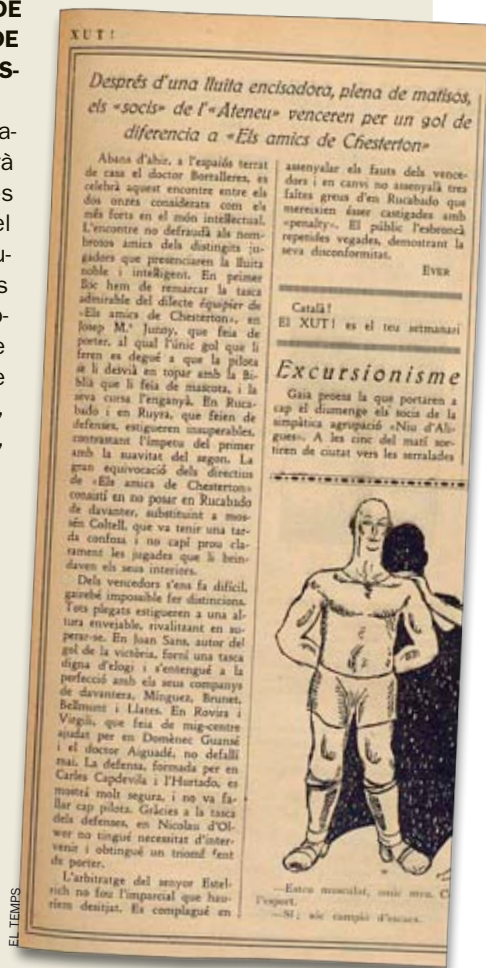 DE
DE
S-
a-
rà
s
el
u-
s
o-
e
e
,
,
XUT!
Després d'una lluita encisadora, plena de matisos,
els «socis» de l'«Ateneu» venceren per un gol de
diferencia a «Els amics de Chesterton»
Abans d'ahir, a l'espaiós terrat
de casa el doctor Borralleres, es
celebrà aquest encontre entre els
dos onzes considerats com els
més forts en el món intellectual.
L'encontre no defraudà als nom-
brosos amics dels distingits ju-
gadors que presenciaren la lluita
noble i intelligent. En primer
lloc hem de remarcar la tasca
admirable del dilecte équipier de
«Els amics de Chesterton», en
Josep M.ª Junoy, que feia de
porter, al qual l'únic gol que li
feren es degué a que la pilota
se li desvià en topar amb la Bí-
blia que li feia de mascota, i la
seva cursa l'enganyà. En Ruca-
bado i en Ruyra, que feien de
defenses, estigueren insuperables,
contrastant l'ímpetu del primer
amb la suavitat del segon. La
gran equivocació dels directius
de «Els amics de Chesterton»
consistí en no posar en Rucabado
de davanter, substituint a mos-
sèn Coltell, que va tenir una tar-
da confosa i no capí prou cla-
rament les jugades que li brin-
daven els seus interiors.
Dels vencedors s'ens fa difícil,
gairebé impossible fer distincions.
Tots plegats estigueren a una al-
tura envejable, rivalitzant en su-
perar-se. En Joan Sans, autor del
gol de la victòria, forní una tasca
digna d'elogi i s'entengué a la
perfecció amb els seus companys
de davantera, Mínguez, Brunet,
Bellmunt i Llates. En Rovira i
Virgili, que feia de mig-centre
ajudat per en Domènec Guansé
i el doctor Aiguadé, no defallí
mai. La defensa, formada per en
Carles Capdevila i l'Hurtado, es
mostrà molt segura, i no va fa-
llar cap pilota. Gràcies a la tasca
dels defenses, en Nicolau d'Ol-
wer no tingué necessitat d'inter-
venir i obtingué un triomf fent
de porter.
L'arbitratge del senyor Estel-
rich no fou l'imparcial que hau-
ríem desitjat. Es complagué en
assenyalar els fauts dels vence-
dors i en canvi no assenyalà tres
faltes greus d'en Rucabado que
mereixien ésser castigades amb
«penalty». El públic l'esbroncà
repetides vegades, demostrant la
seva disconformitat.
EVER
Català!
El XUT! es el teu setmanari
Excursionisme
Gaia proesa la que portaren a
cap el diumenge els socis de la
simpàtica agrupació «Niu d'Àli-
gues». A les cinc del matí sor-
tiren de ciutat vers les serralades
—Esteu musculat, amic meu.
l'esport.
—Sí; sóc campió d'escacs.
EL TEMPS